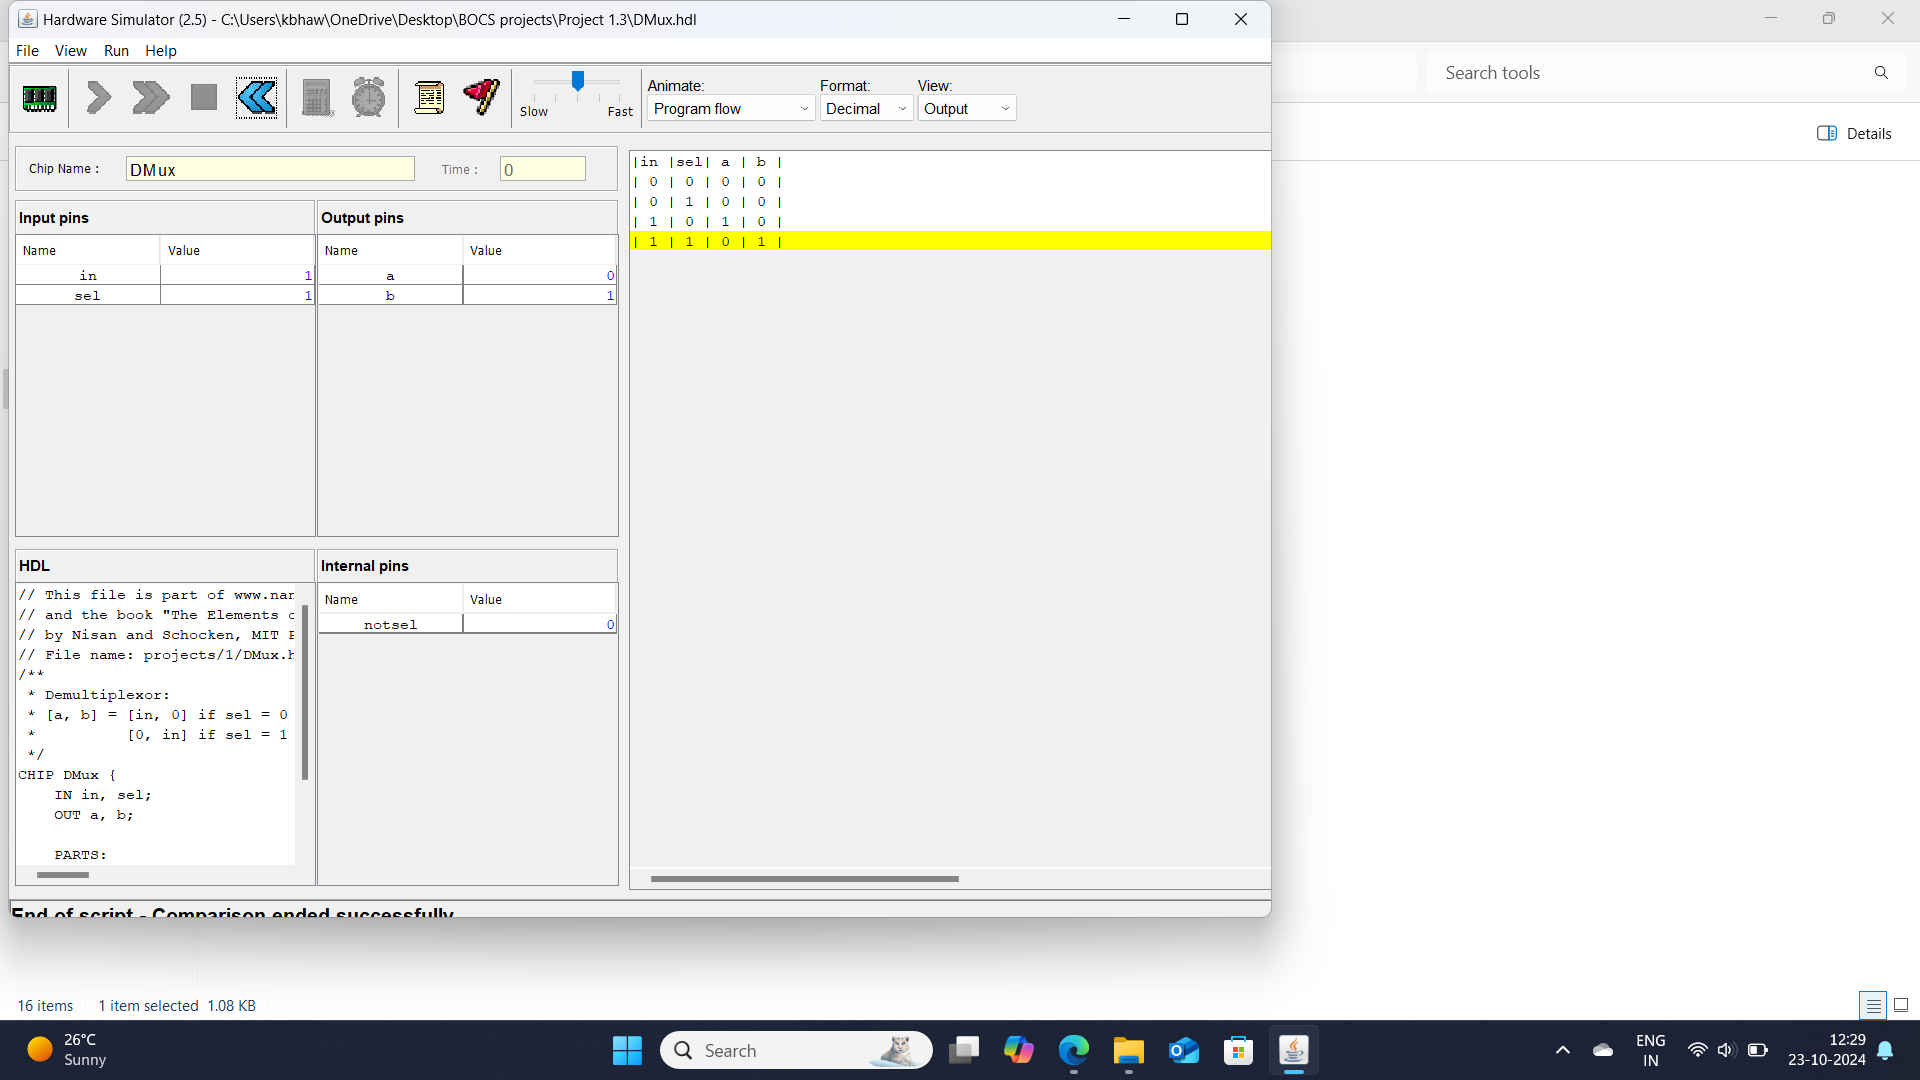 Hardware Simulator (2.5) - C:\Users\kbhaw\OneDrive\Desktop\BOCS projects\Project 1.3\DMux.hdl
File View Run Help
Search tools
Slow Fast
Animate: Format: View:
Program flow Decimal Output
Details
Chip Name : DMux Time : 0
Input pins
Name Value
in 1
sel 1
Output pins
Name Value
a 0
b 1
|in |sel| a | b |
| 0 | 0 | 0 | 0 |
| 0 | 1 | 0 | 0 |
| 1 | 0 | 1 | 0 |
| 1 | 1 | 0 | 1 |
HDL
// This file is part of www.nan
// and the book "The Elements
// by Nisan and Schocken, MIT
// File name: projects/1/DMux.h
/**
* Demultiplexor:
* [a, b] = [in, 0] if sel = 0
* [0, in] if sel = 1
*/
CHIP DMux {
IN in, sel;
OUT a, b;
PARTS:
Internal pins
Name Value
notsel 0
End of script - Comparison ended successfully
16 items 1 item selected 1.08 KB
26°C
Sunny
Search
ENG
IN
12:29
23-10-2024